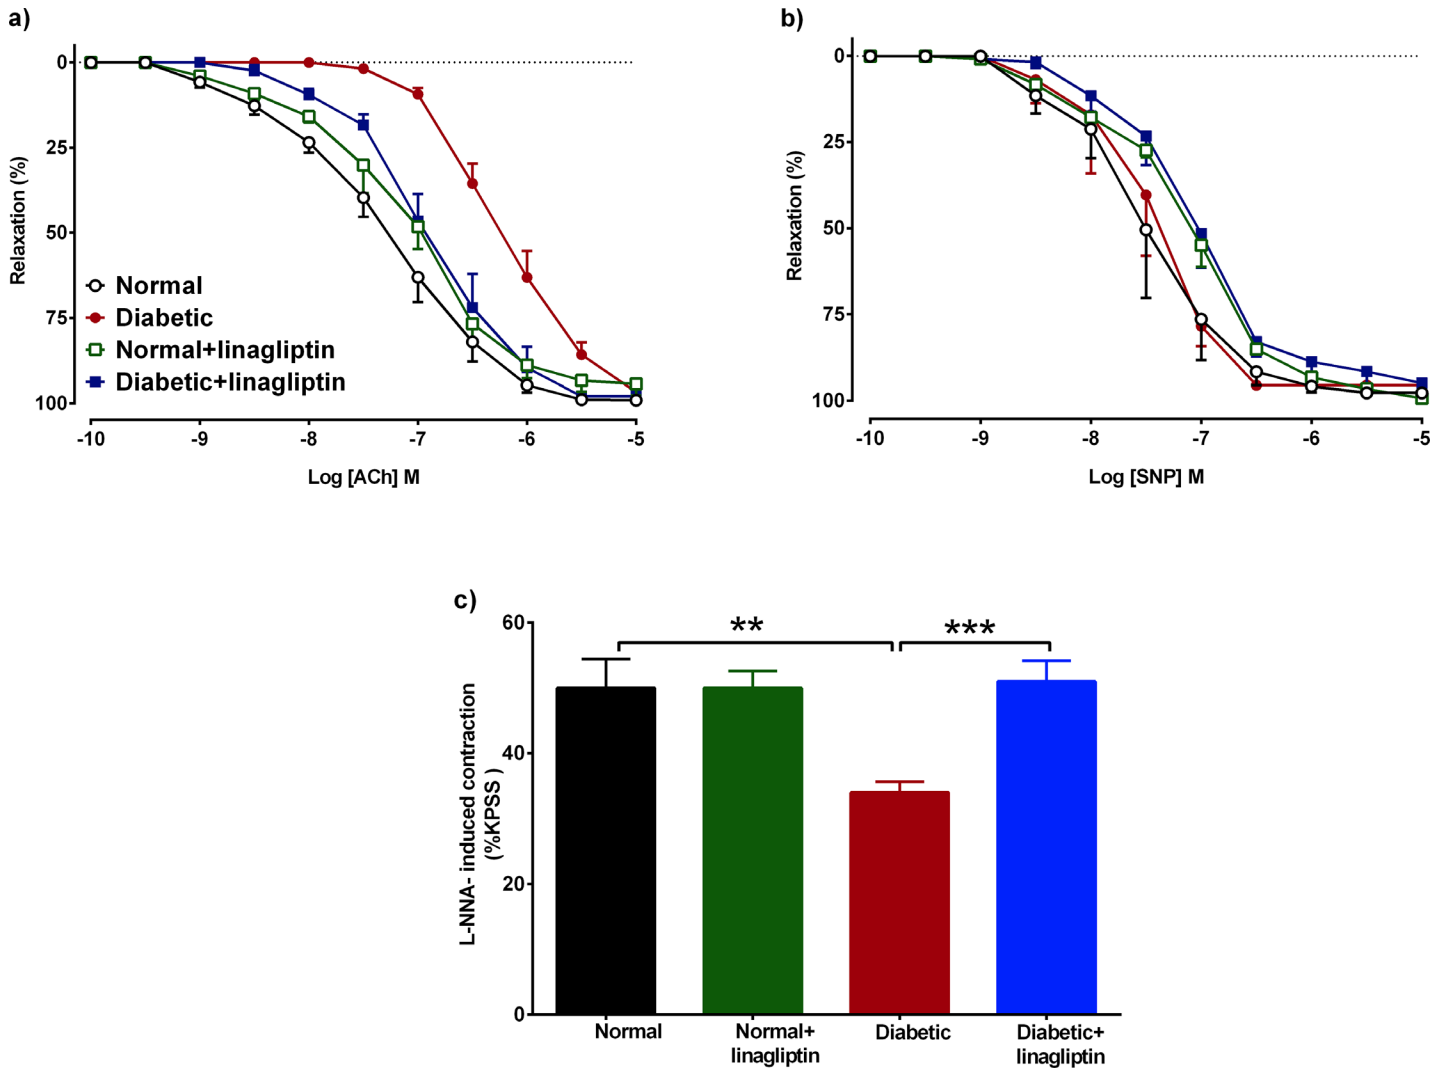 a)
0
25
50
75
100
Relaxation (%)
Normal
Diabetic
Normal+linagliptin
Diabetic+linagliptin
-10 -9 -8 -7 -6 -5
Log [ACh] M
b)
0
25
50
75
100
Relaxation (%)
-10 -9 -8 -7 -6 -5
Log [SNP] M
c)
60
40
20
0
L-NNA- induced contraction
(%KPSS )
** ***
Normal Normal+ Diabetic Diabetic+
linagliptin linagliptin